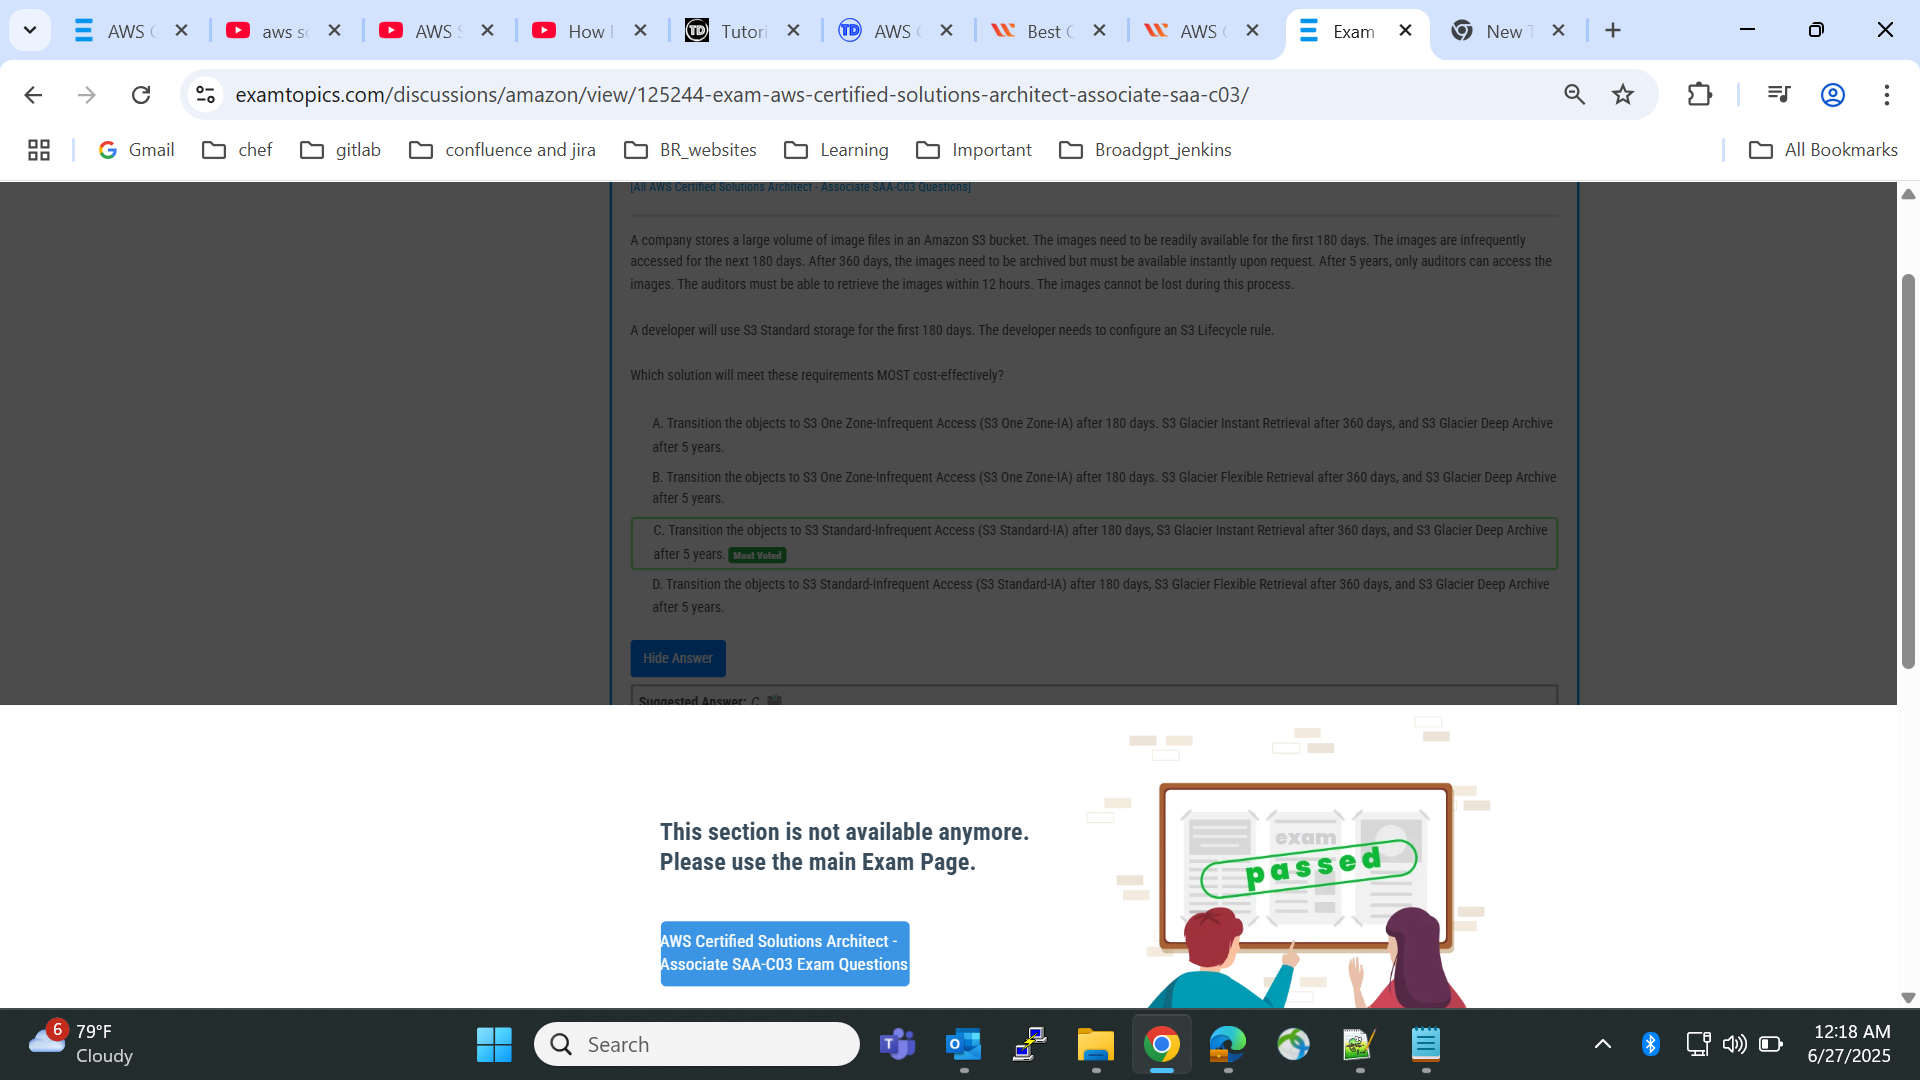 AWS C
aws so
AWS S
How I
TD
Tutori
TD
AWS C
Best C
AWS C
Exam
New T
examtopics.com/discussions/amazon/view/125244-exam-aws-certified-solutions-architect-associate-saa-c03/
Gmail
chef
gitlab
confluence and jira
BR_websites
Learning
Important
Broadgpt_jenkins
All Bookmarks
[All AWS Certified Solutions Architect - Associate SAA-C03 Questions]
A company stores a large volume of image files in an Amazon S3 bucket. The images need to be readily available for the first 180 days. The images are infrequently
accessed for the next 180 days. After 360 days, the images need to be archived but must be available instantly upon request. After 5 years, only auditors can access the
images. The auditors must be able to retrieve the images within 12 hours. The images cannot be lost during this process.
A developer will use S3 Standard storage for the first 180 days. The developer needs to configure an S3 Lifecycle rule.
Which solution will meet these requirements MOST cost-effectively?
A. Transition the objects to S3 One Zone-Infrequent Access (S3 One Zone-IA) after 180 days. S3 Glacier Instant Retrieval after 360 days, and S3 Glacier Deep Archive
after 5 years.
B. Transition the objects to S3 One Zone-Infrequent Access (S3 One Zone-IA) after 180 days. S3 Glacier Flexible Retrieval after 360 days, and S3 Glacier Deep Archive
after 5 years.
C. Transition the objects to S3 Standard-Infrequent Access (S3 Standard-IA) after 180 days, S3 Glacier Instant Retrieval after 360 days, and S3 Glacier Deep Archive
after 5 years. Most Voted
D. Transition the objects to S3 Standard-Infrequent Access (S3 Standard-IA) after 180 days, S3 Glacier Flexible Retrieval after 360 days, and S3 Glacier Deep Archive
after 5 years.
Hide Answer
Suggested Answer: C
This section is not available anymore.
Please use the main Exam Page.
exam
passed
AWS Certified Solutions Architect -
Associate SAA-C03 Exam Questions
6
79°F
Cloudy
Search
12:18 AM
6/27/2025